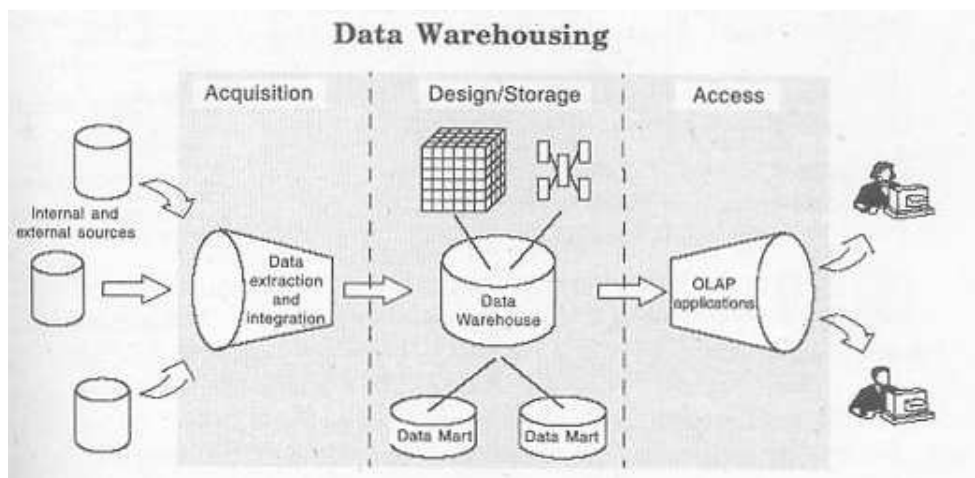 Data Warehousing
Acquisition
Design/Storage
Access
Internal and
external sources
Data
extraction
and
integration
Data
Warehouse
OLAP
applications
Data Mart
Data Mart